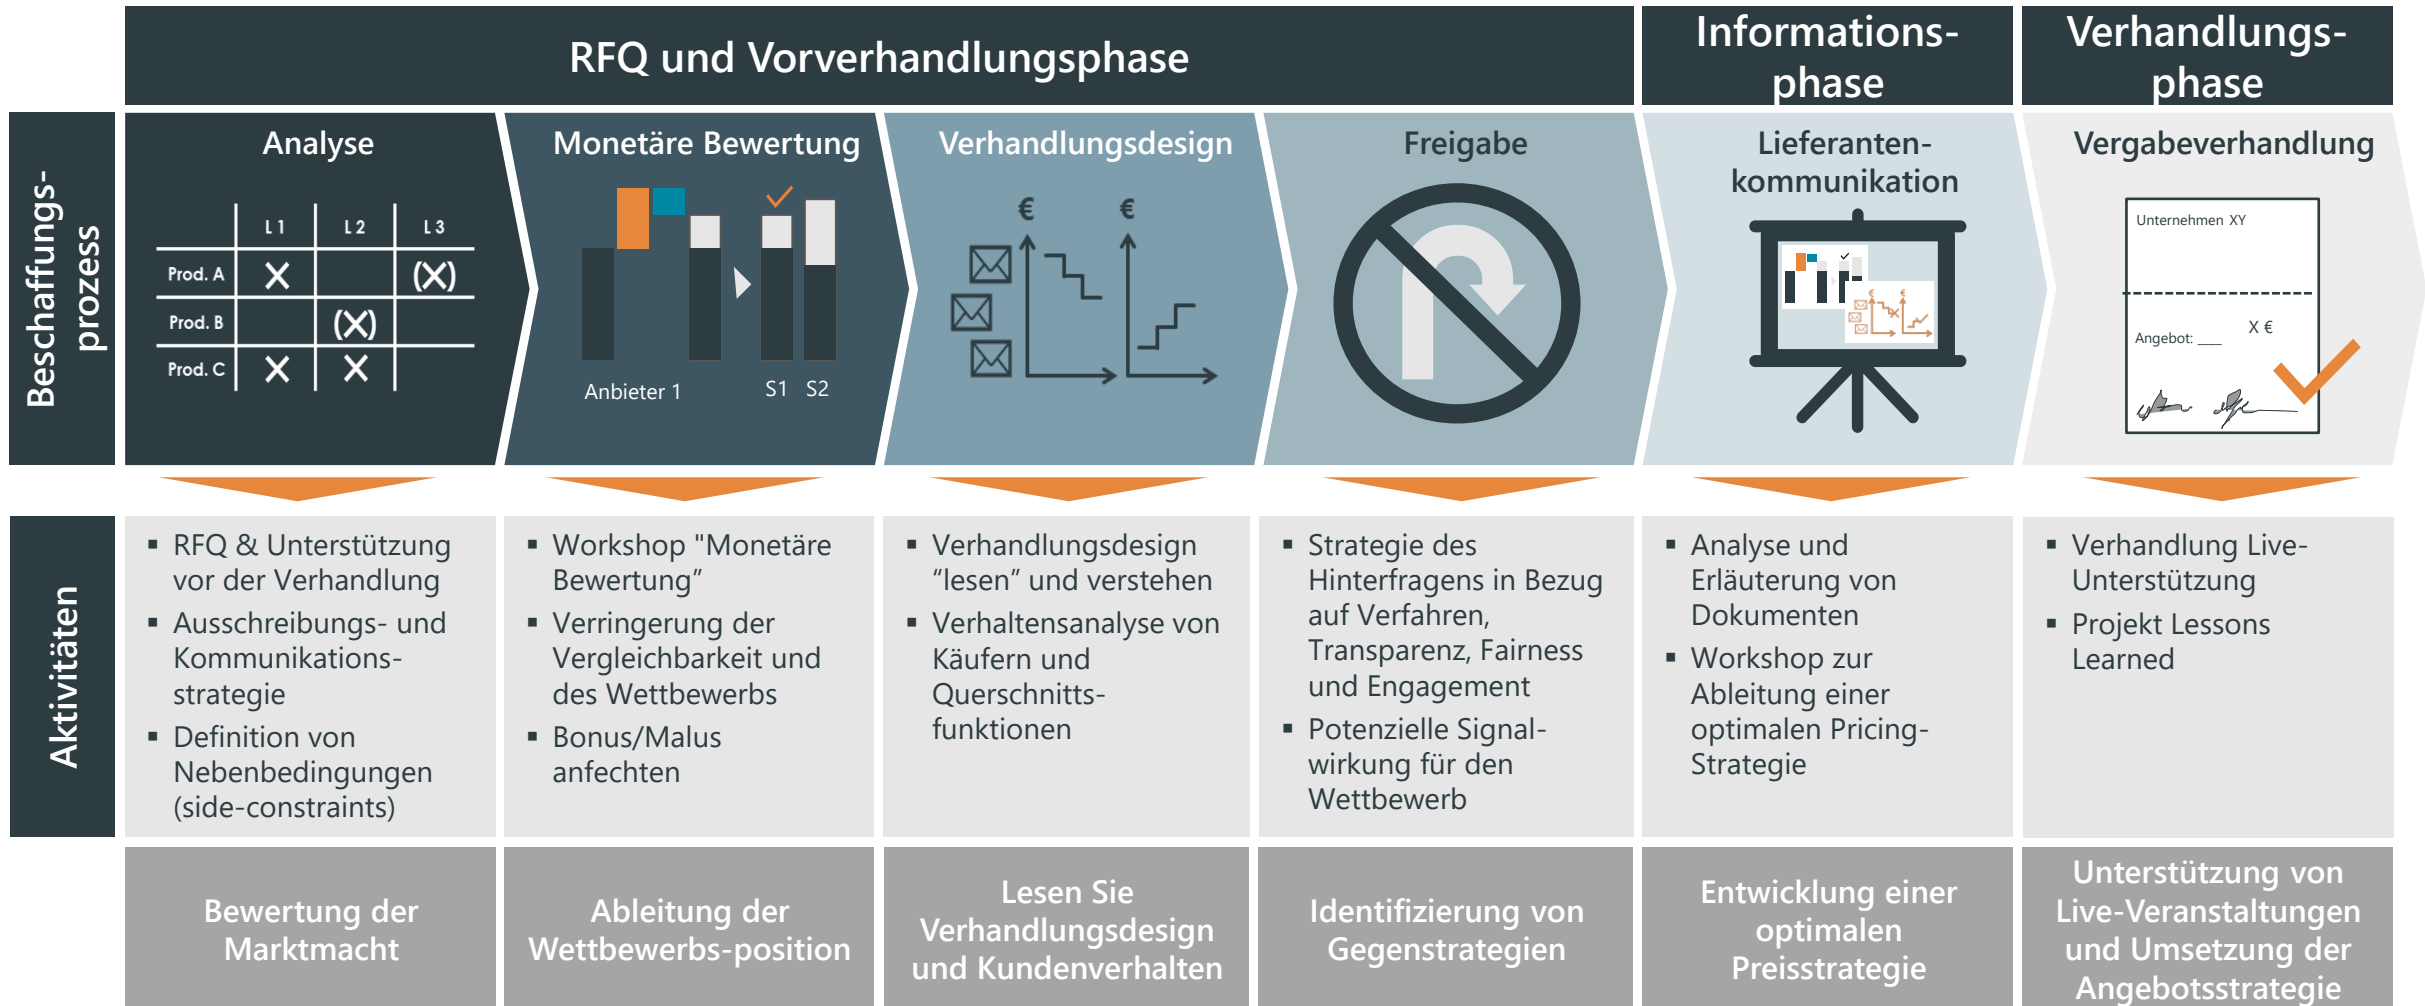 RFQ und Vorverhandlungsphase
Informations-
phase
Verhandlungs-
phase
Beschaffungs-
prozess
Analyse
L 1 L 2 L 3
Prod. A X (X)
Prod. B (X)
Prod. C X X
Monetäre Bewertung
Anbieter 1 S1 S2
Verhandlungsdesign
€ €
Freigabe
Lieferanten-
kommunikation
€ €
Vergabeverhandlung
Unternehmen XY
Angebot: ___ X €
Aktivitäten
▪ RFQ & Unterstützung
vor der Verhandlung
▪ Ausschreibungs- und
Kommunikations-
strategie
▪ Definition von
Nebenbedingungen
(side-constraints)
▪ Workshop "Monetäre
Bewertung”
▪ Verringerung der
Vergleichbarkeit und
des Wettbewerbs
▪ Bonus/Malus
anfechten
▪ Verhandlungsdesign
“lesen” und verstehen
▪ Verhaltensanalyse von
Käufern und
Querschnitts-
funktionen
▪ Strategie des
Hinterfragens in Bezug
auf Verfahren,
Transparenz, Fairness
und Engagement
▪ Potenzielle Signal-
wirkung für den
Wettbewerb
▪ Analyse und
Erläuterung von
Dokumenten
▪ Workshop zur
Ableitung einer
optimalen Pricing-
Strategie
▪ Verhandlung Live-
Unterstützung
▪ Projekt Lessons
Learned
Bewertung der
Marktmacht
Ableitung der
Wettbewerbs-position
Lesen Sie
Verhandlungsdesign
und Kundenverhalten
Identifizierung von
Gegenstrategien
Entwicklung einer
optimalen
Preisstrategie
Unterstützung von
Live-Veranstaltungen
und Umsetzung der
Angebotsstrategie